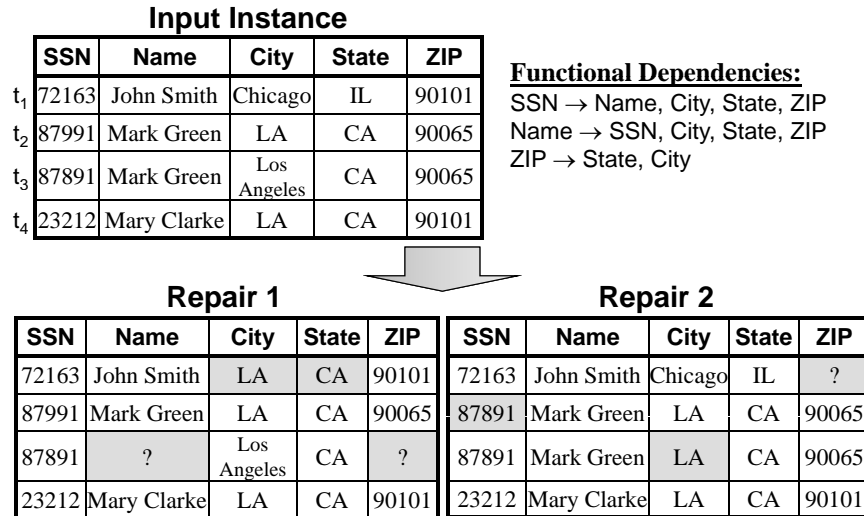 Input Instance
SSN Name City State ZIP
t1 72163 John Smith Chicago IL 90101
t2 87991 Mark Green LA CA 90065
t3 87891 Mark Green Los Angeles CA 90065
t4 23212 Mary Clarke LA CA 90101
Functional Dependencies:
SSN → Name, City, State, ZIP
Name → SSN, City, State, ZIP
ZIP → State, City
Repair 1
SSN Name City State ZIP
72163 John Smith LA CA 90101
87991 Mark Green LA CA 90065
87891 ? Los Angeles CA ?
23212 Mary Clarke LA CA 90101
Repair 2
SSN Name City State ZIP
72163 John Smith Chicago IL ?
87891 Mark Green LA CA 90065
87891 Mark Green LA CA 90065
23212 Mary Clarke LA CA 90101